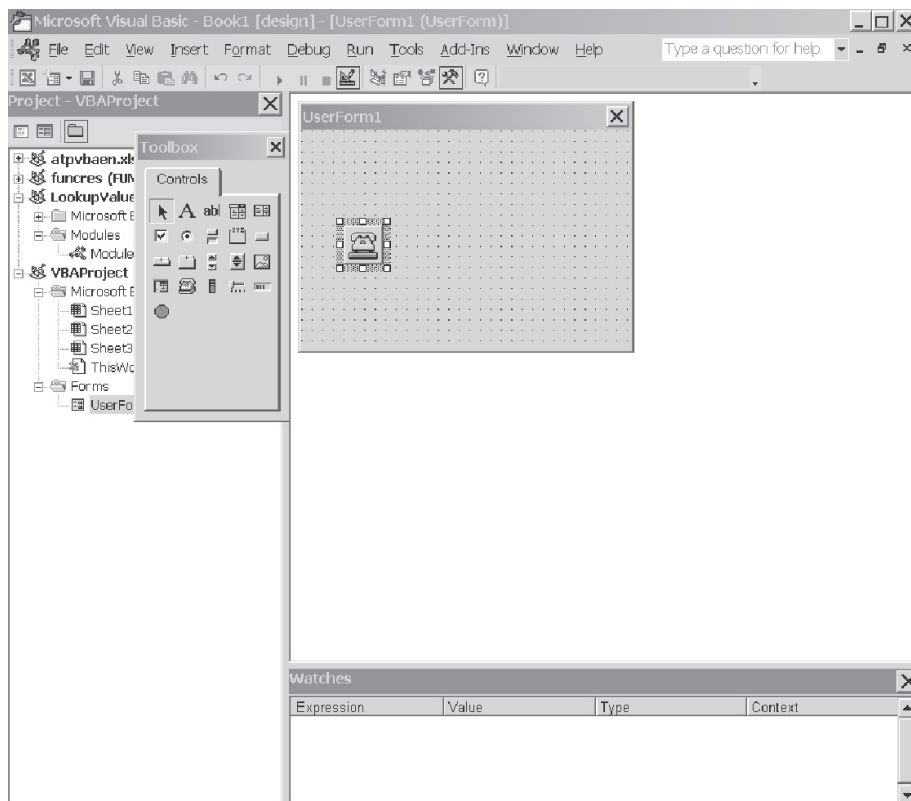 Microsoft Visual Basic - Book1 [design] - [UserForm1 (UserForm)]
File Edit View Insert Format Debug Run Tools Add-Ins Window Help Type a question for help
Project - VBAProject
UserForm1
Toolbox
Controls
A abl
XYZ
atpvbaen.xls
funcres (FUN
LookupValue
Microsoft E
Modules
Module
VBAProject
Microsoft E
Sheet1
Sheet2
Sheet3
ThisWo
Forms
UserFo
Watches
Expression Value Type Context